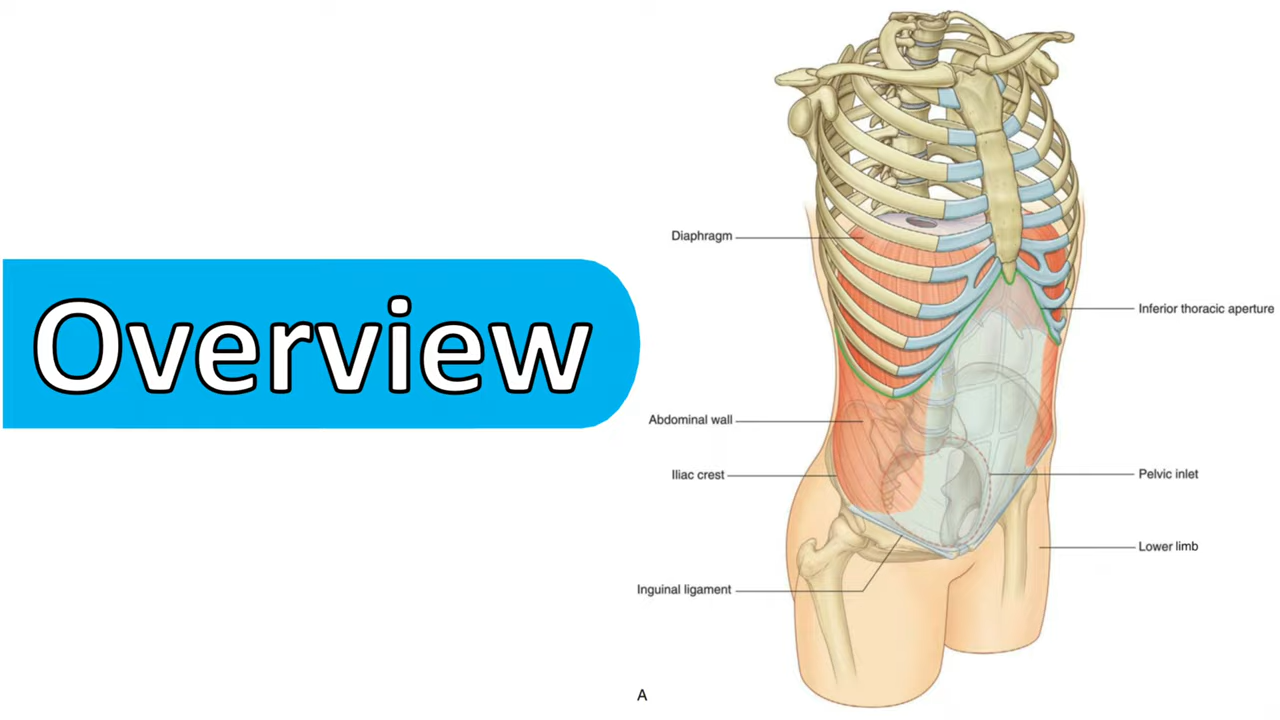 Overview
Diaphragm
Inferior thoracic aperture
Abdominal wall
Iliac crest
Pelvic inlet
Lower limb
Inguinal ligament
A